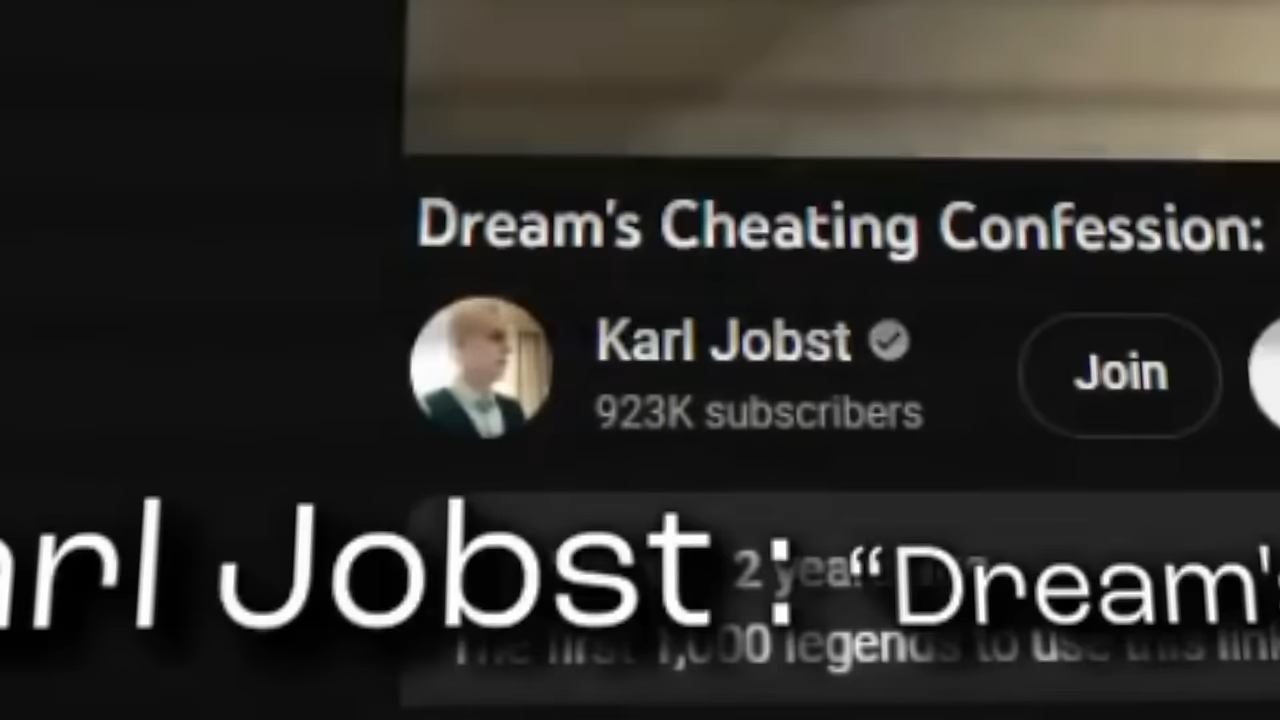 Dream's Cheating Confession:
Karl Jobst
923K subscribers
Join
arl Jobst : “Dream'
2 yea
The first 1,000 legends to use this link